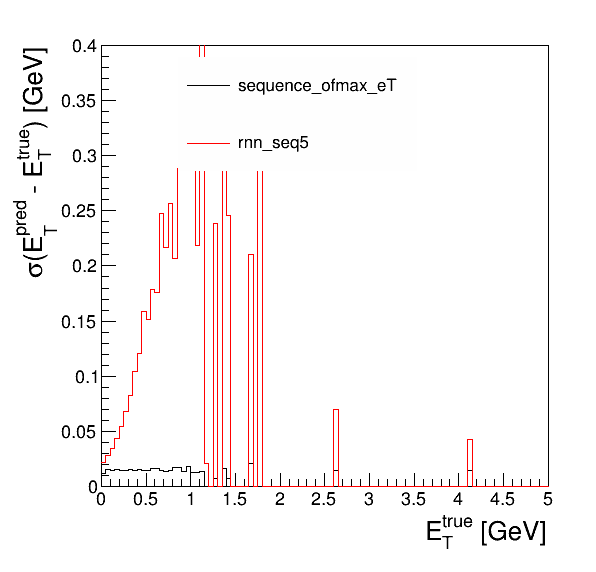 σ(E_T^pred - E_T^true) [GeV]
0.4
0.35
0.3
0.25
0.2
0.15
0.1
0.05
0
sequence_ofmax_eT
rnn_seq5
0 0.5 1 1.5 2 2.5 3 3.5 4 4.5 5
E_T^true [GeV]